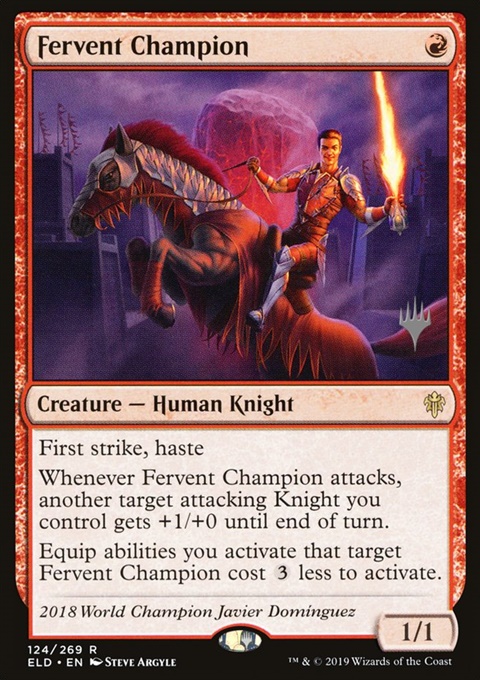 Fervent Champion
Creature — Human Knight
First strike, haste
Whenever Fervent Champion attacks,
another target attacking Knight you
control gets +1/+0 until end of turn.
Equip abilities you activate that target
Fervent Champion cost 3 less to activate.
2018 World Champion Javier Domínguez
1/1
124/269 R
ELD • EN Steve Argyle
™ & © 2019 Wizards of the Coast